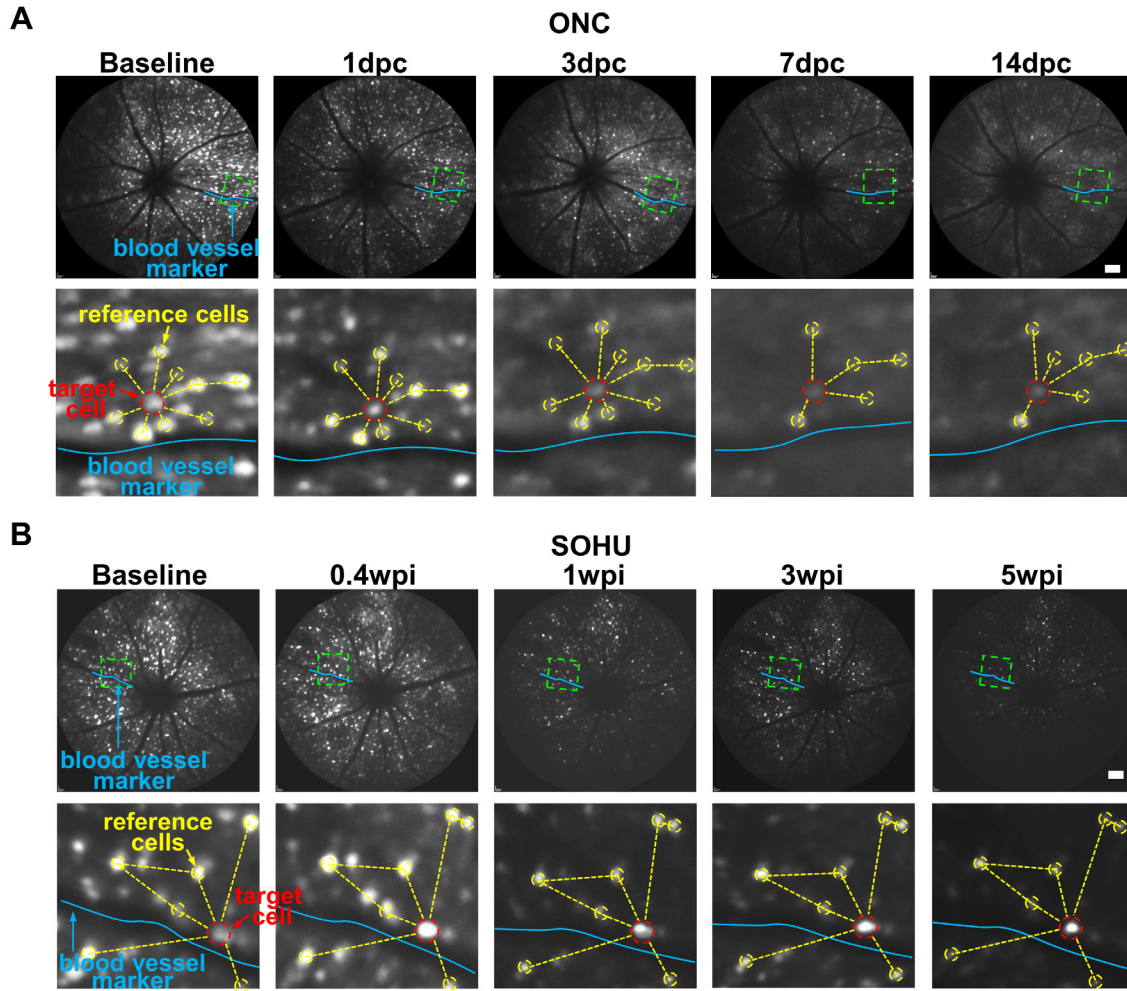 A
ONC
Baseline 1dpc 3dpc 7dpc 14dpc
blood vessel
marker
reference cells
target
cell
blood vessel
marker
B
SOHU
Baseline 0.4wpi 1wpi 3wpi 5wpi
blood vessel
marker
reference
cells
target
cell
blood vessel
marker